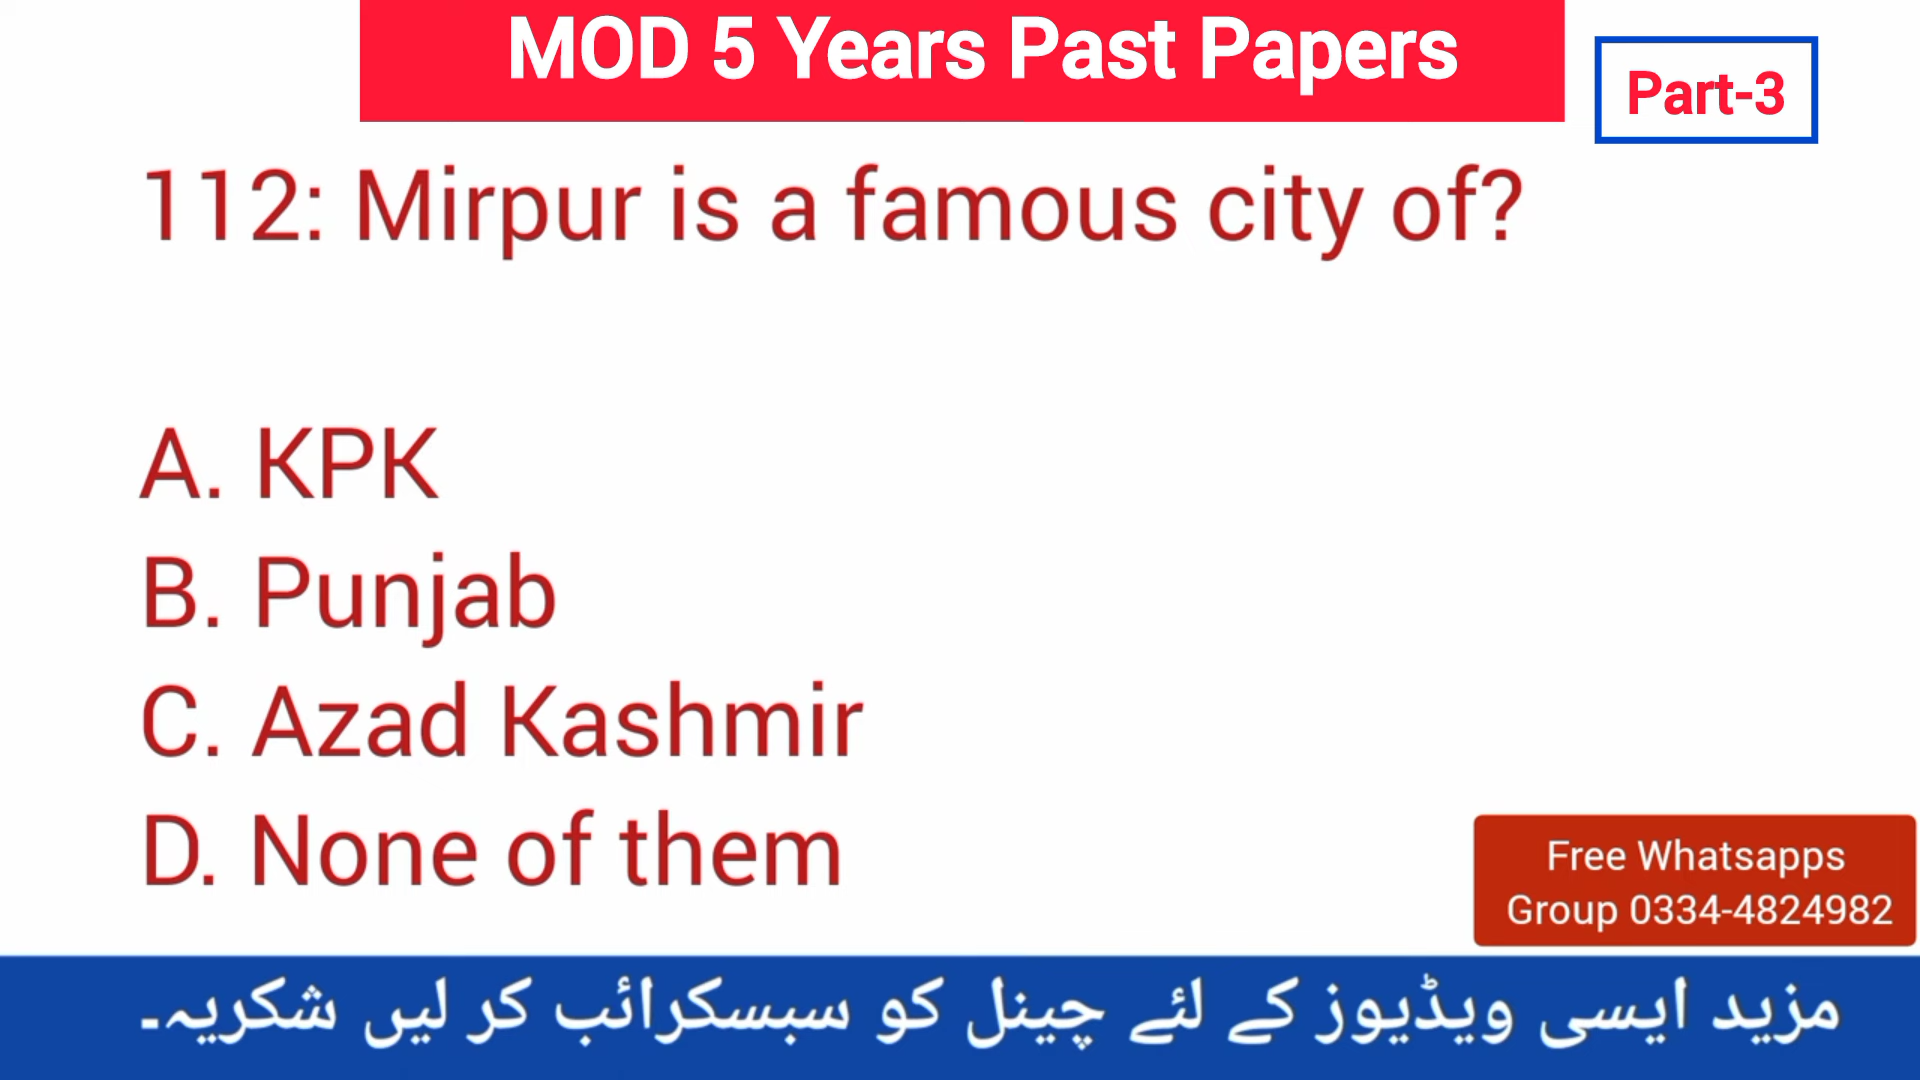 MOD 5 Years Past Papers
Part-3
112: Mirpur is a famous city of?
A. KPK
B. Punjab
C. Azad Kashmir
D. None of them
Free Whatsapps
Group 0334-4824982
مزید ایسی ویڈیوز کے لئے چینل کو سبسکرائب کر لیں شکریہ۔